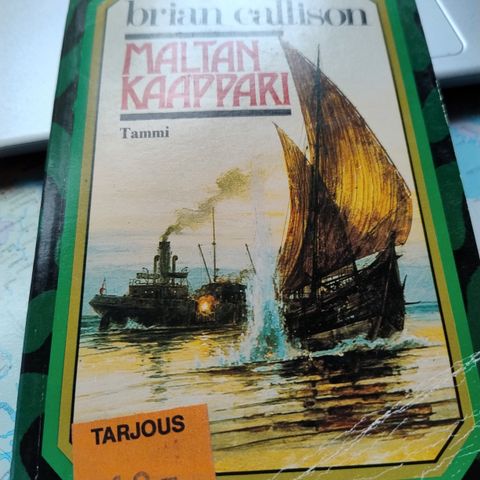 brian callison
MALTAN
KAAPPARI
Tammi
TARJOUS